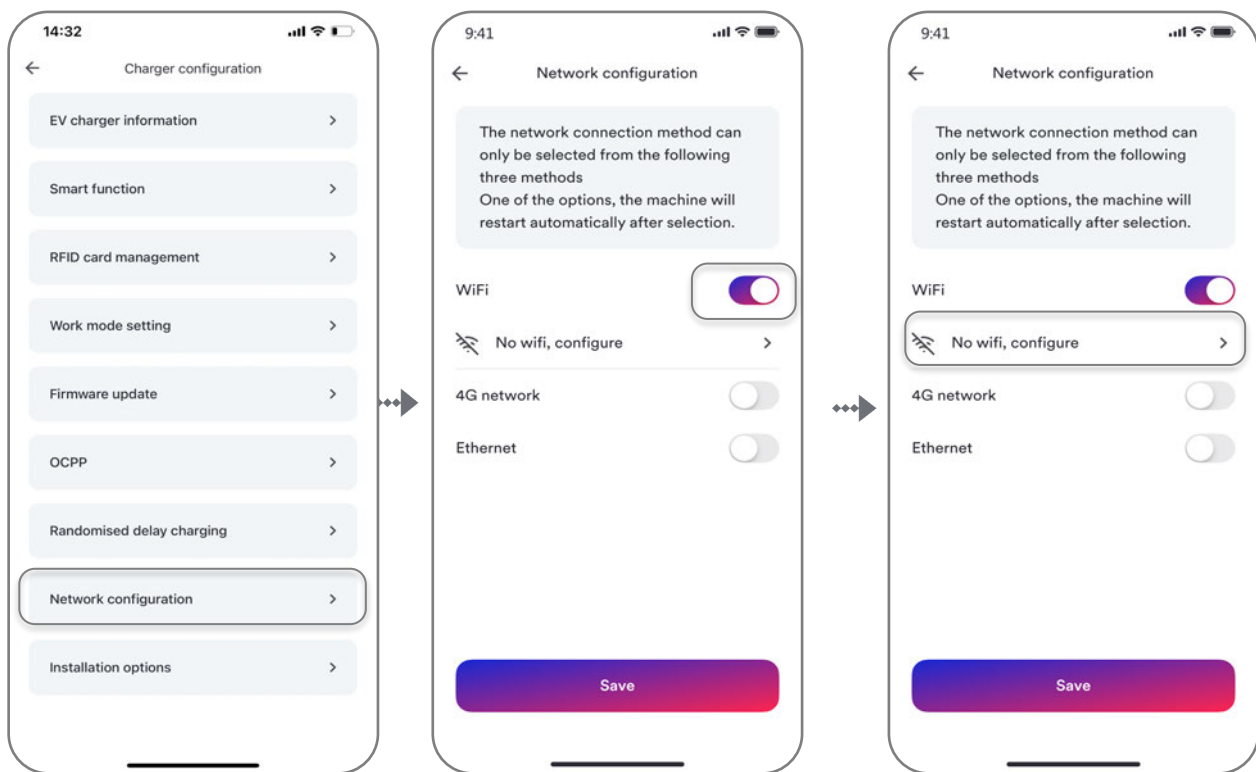 14:32
Charger configuration
EV charger information
Smart function
RFID card management
Work mode setting
Firmware update
OCPP
Randomised delay charging
Network configuration
Installation options
9:41
Network configuration
The network connection method can
only be selected from the following
three methods
One of the options, the machine will
restart automatically after selection.
WiFi
No wifi, configure
4G network
Ethernet
Save
9:41
Network configuration
The network connection method can
only be selected from the following
three methods
One of the options, the machine will
restart automatically after selection.
WiFi
No wifi, configure
4G network
Ethernet
Save